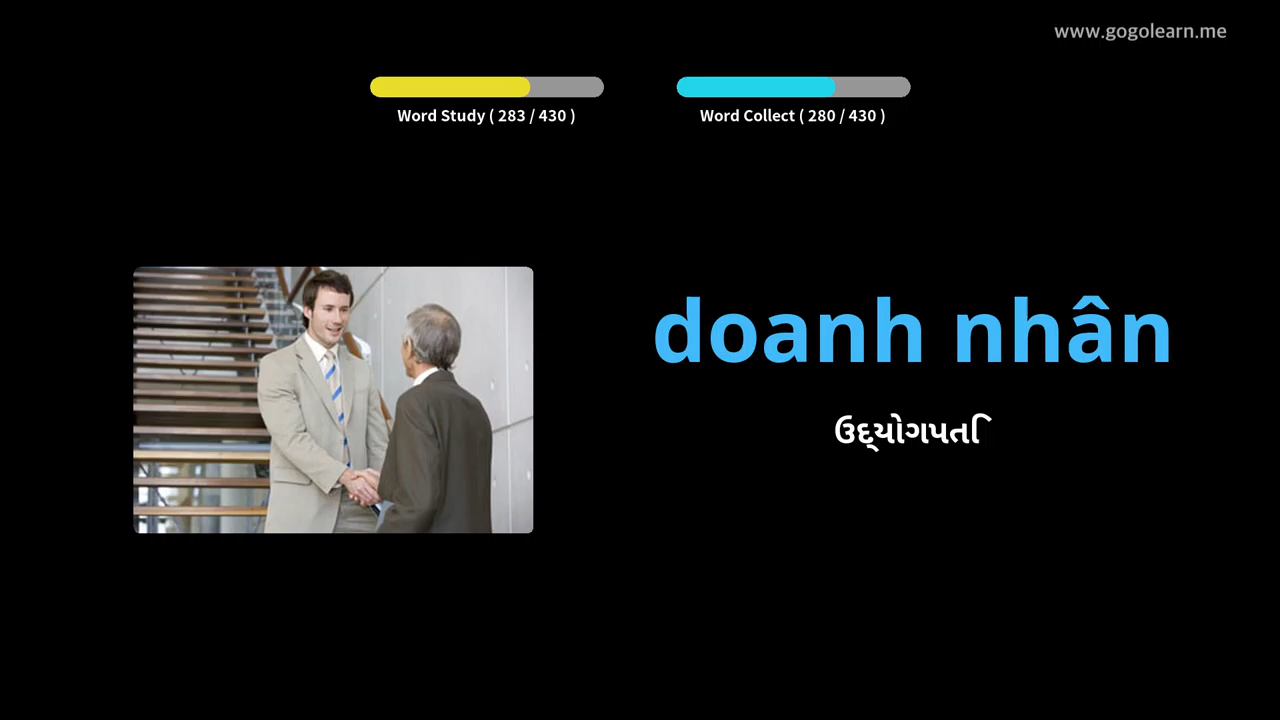 www.gogolearn.me
Word Study ( 283 / 430 )
Word Collect ( 280 / 430 )
doanh nhân
ઉદ્યોગપતિ